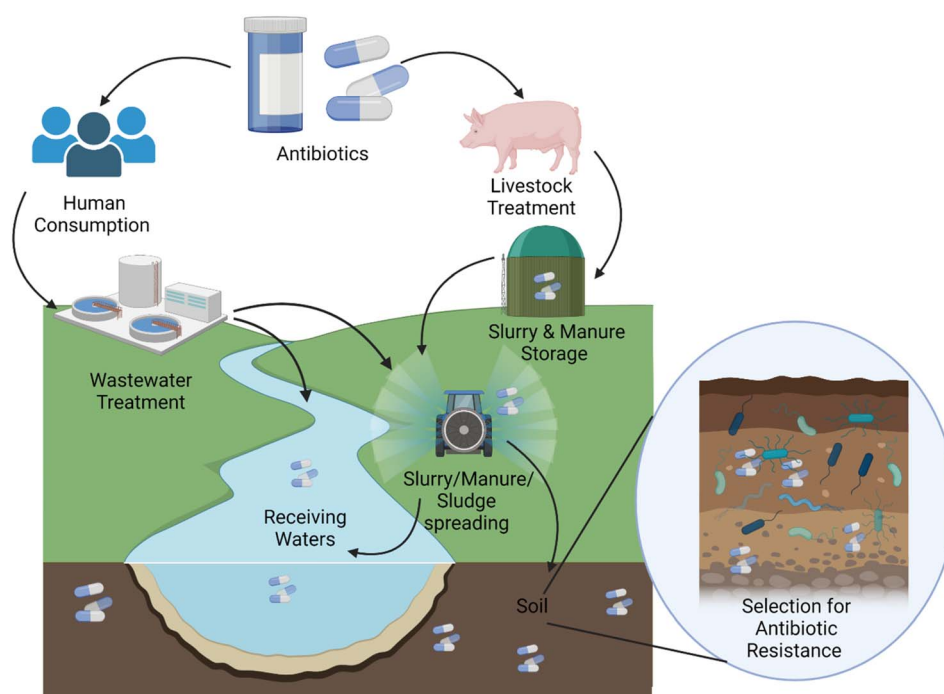 Antibiotics
Human
Consumption
Livestock
Treatment
Slurry & Manure
Storage
Wastewater
Treatment
Slurry/Manure/
Sludge
spreading
Receiving
Waters
Soil
Selection for
Antibiotic
Resistance